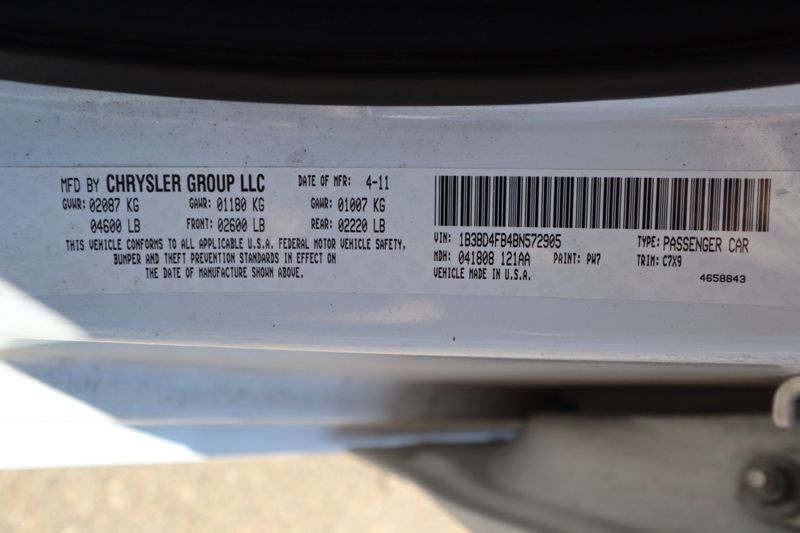 MFD BY CHRYSLER GROUP LLC DATE OF MFR: 4-11
GVWR: 02087 KG GAWR: 01180 KG GAWR: 01007 KG
04600 LB FRONT: 02600 LB REAR: 02220 LB
THIS VEHICLE CONFORMS TO ALL APPLICABLE U.S.A. FEDERAL MOTOR VEHICLE SAFETY,
BUMPER AND THEFT PREVENTION STANDARDS IN EFFECT ON
THE DATE OF MANUFACTURE SHOWN ABOVE.
VIN: 1B3BD4FB4BN572905 TYPE: PASSENGER CAR
MDH: 041808 121AA PAINT: PW7 TRIM: C7X9
VEHICLE MADE IN U.S.A. 4658843